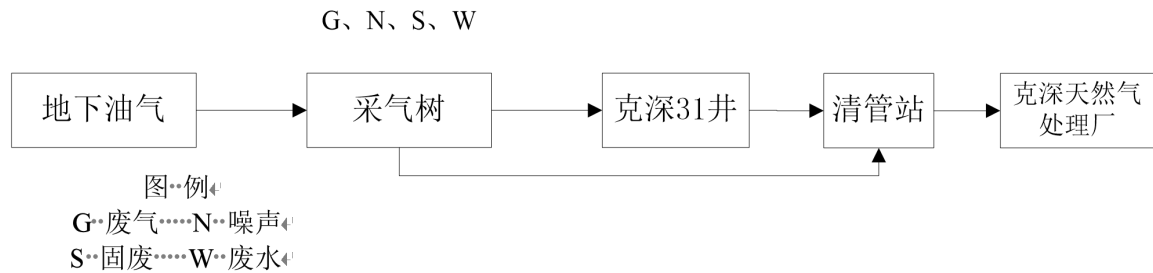 G、N、S、W
地下油气
采气树
克深31井
清管站
克深天然气
处理厂
图 例
G 废气 N 噪声
S 固废 W 废水